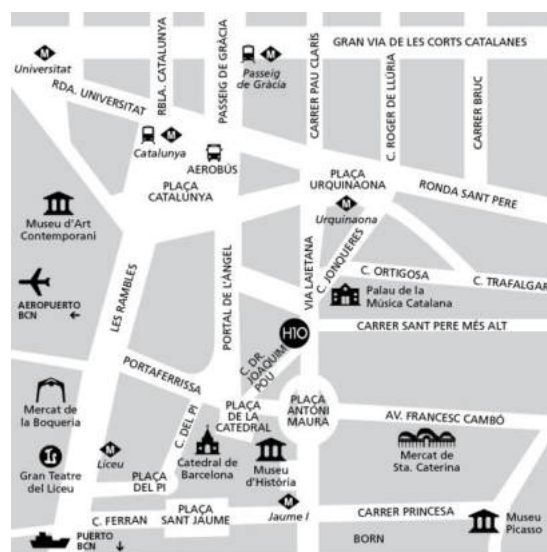 GRAN VIA DE LES CORTS CATALANES
M
Universitat
RDA. UNIVERSITAT
RBLA. CATALUNYA
PASSEIG DE GRÀCIA
M
Passeig
de Gràcia
CARRER PAU CLARÍS
C. ROGER DE LLÚRIA
CARRER BRUC
M
Catalunya
AEROBÚS
PLAÇA
CATALUNYA
PLAÇA
URQUINAONA
RONDA SANT PERE
M
Urquinaona
Museu d'Art
Contemporani
LES RAMBLES
PORTAL DE L'ÀNGEL
VIA LAIETANA
C. JONQUERES
C. ORTIGOSA
C. TRAFALGAR
AEROPUERTO
BCN
←
Palau de la
Música Catalana
H10
CARRER SANT PERE MÉS ALT
PORTAFERRISSA
C. DR.
JOAQUIM
POU
Mercat de
la Boqueria
C. DEL PI
PLAÇA
DE LA
CATEDRAL
PLAÇA
ANTONI
MAURA
AV. FRANCESC CAMBÓ
M
Liceu
Gran Teatre
del Liceu
PLAÇA
DEL PI
Catedral de
Barcelona
Museu
d'Història
Mercat de
Sta. Caterina
C. FERRAN
PLAÇA
SANT JAUME
M
Jaume I
CARRER PRINCESA
Museu
Picasso
PUERTO
BCN ↓
BORN